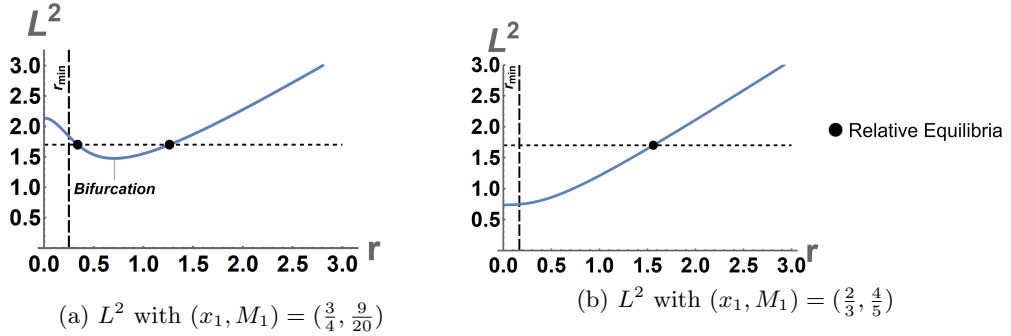 L²
r_min
3.0
2.5
2.0
1.5
1.0
0.5
Bifurcation
0.0 0.5 1.0 1.5 2.0 2.5 3.0
r
(a) L² with (x₁, M₁) = (3/4, 9/20)
L²
r_min
3.0
2.5
2.0
1.5
1.0
0.5
0.0 0.5 1.0 1.5 2.0 2.5 3.0
r
(b) L² with (x₁, M₁) = (2/3, 4/5)
Relative Equilibria